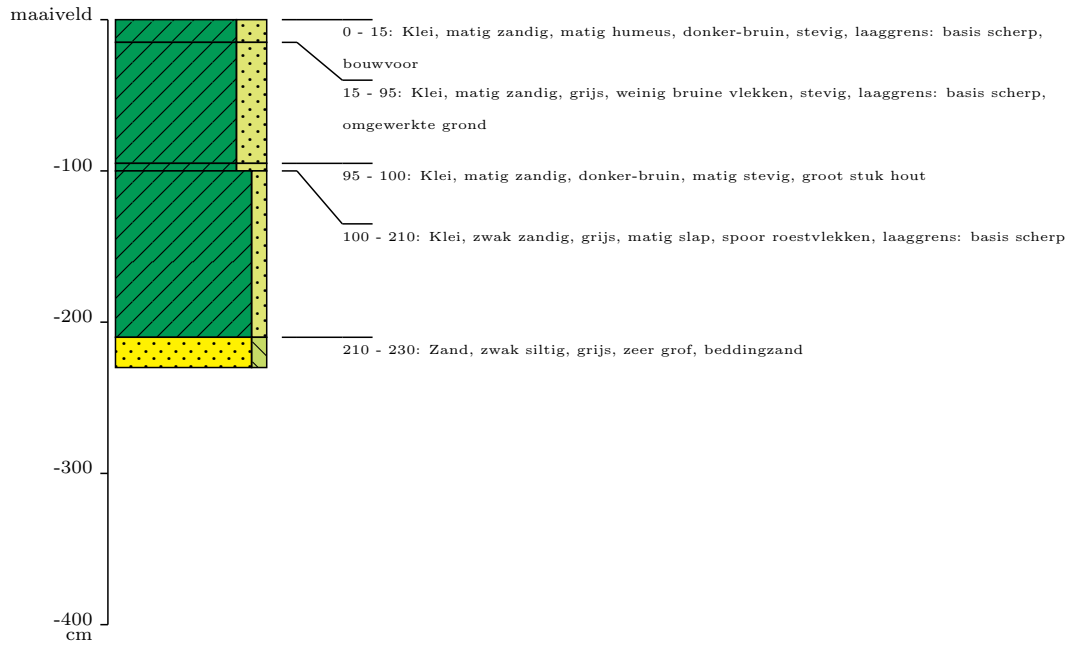 maaiveld
0 - 15: Klei, matig zandig, matig humeus, donker-bruin, stevig, laaggrens: basis scherp,
bouwvoor
15 - 95: Klei, matig zandig, grijs, weinig bruine vlekken, stevig, laaggrens: basis scherp,
omgewerkte grond
-100
95 - 100: Klei, matig zandig, donker-bruin, matig stevig, groot stuk hout
100 - 210: Klei, zwak zandig, grijs, matig slap, spoor roestvlekken, laaggrens: basis scherp
-200
210 - 230: Zand, zwak siltig, grijs, zeer grof, beddingzand
-300
-400
cm